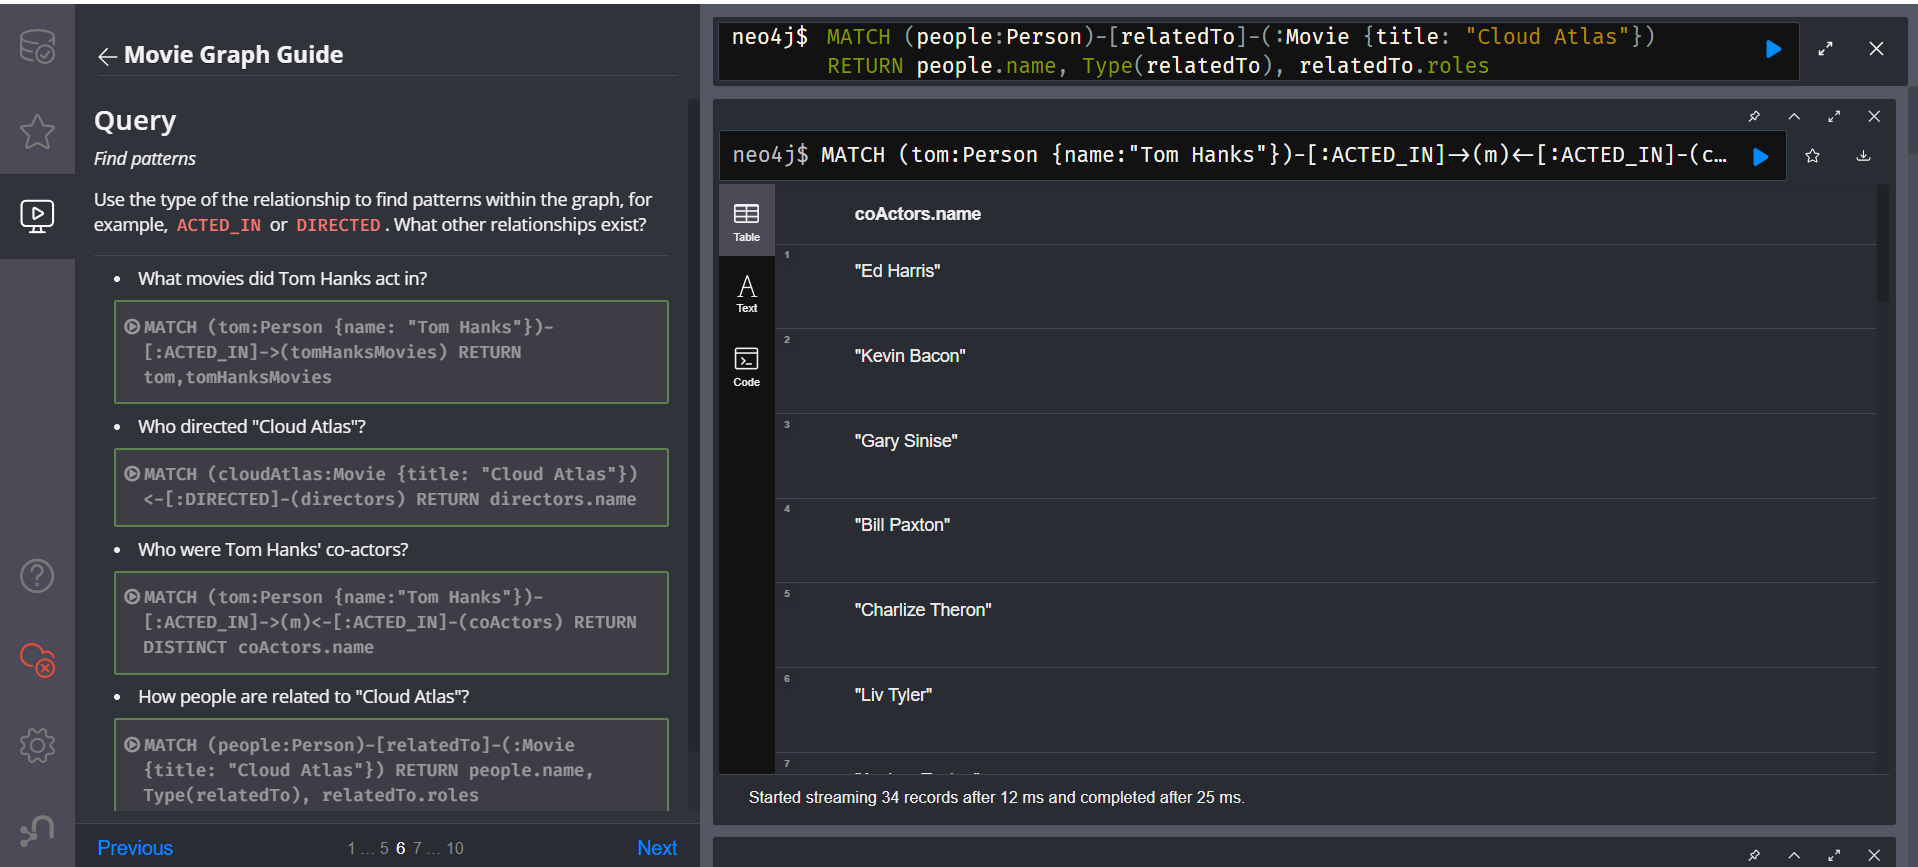 Movie Graph Guide
Query
Find patterns
Use the type of the relationship to find patterns within the graph, for
example, ACTED_IN or DIRECTED. What other relationships exist?
• What movies did Tom Hanks act in?
MATCH (tom:Person {name: "Tom Hanks"})-
[:ACTED_IN]->(tomHanksMovies) RETURN
tom,tomHanksMovies
• Who directed "Cloud Atlas"?
MATCH (cloudAtlas:Movie {title: "Cloud Atlas"})
<-[:DIRECTED]-(directors) RETURN directors.name
• Who were Tom Hanks' co-actors?
MATCH (tom:Person {name:"Tom Hanks"})-
[:ACTED_IN]->(m)<-[:ACTED_IN]-(coActors) RETURN
DISTINCT coActors.name
• How people are related to "Cloud Atlas"?
MATCH (people:Person)-[relatedTo]-(:Movie
{title: "Cloud Atlas"}) RETURN people.name,
Type(relatedTo), relatedTo.roles
Previous
1 ... 5 6 7 ... 10
Next
neo4j$ MATCH (people:Person)-[relatedTo]-(:Movie {title: "Cloud Atlas"})
RETURN people.name, Type(relatedTo), relatedTo.roles
neo4j$ MATCH (tom:Person {name:"Tom Hanks"})-[:ACTED_IN]->(m)<-[:ACTED_IN]-(c…
Table
Text
Code
coActors.name
1
"Ed Harris"
2
"Kevin Bacon"
3
"Gary Sinise"
4
"Bill Paxton"
5
"Charlize Theron"
6
"Liv Tyler"
7
Started streaming 34 records after 12 ms and completed after 25 ms.